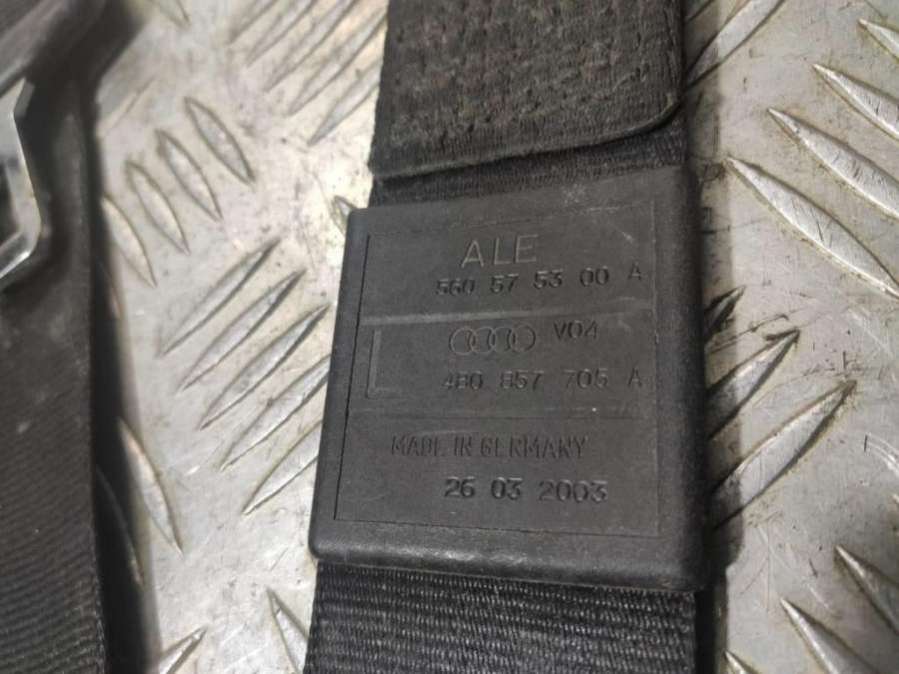 ALE
560 57 53 00 A
V04
4B0 857 705 A
MADE IN GERMANY
26 03 2003